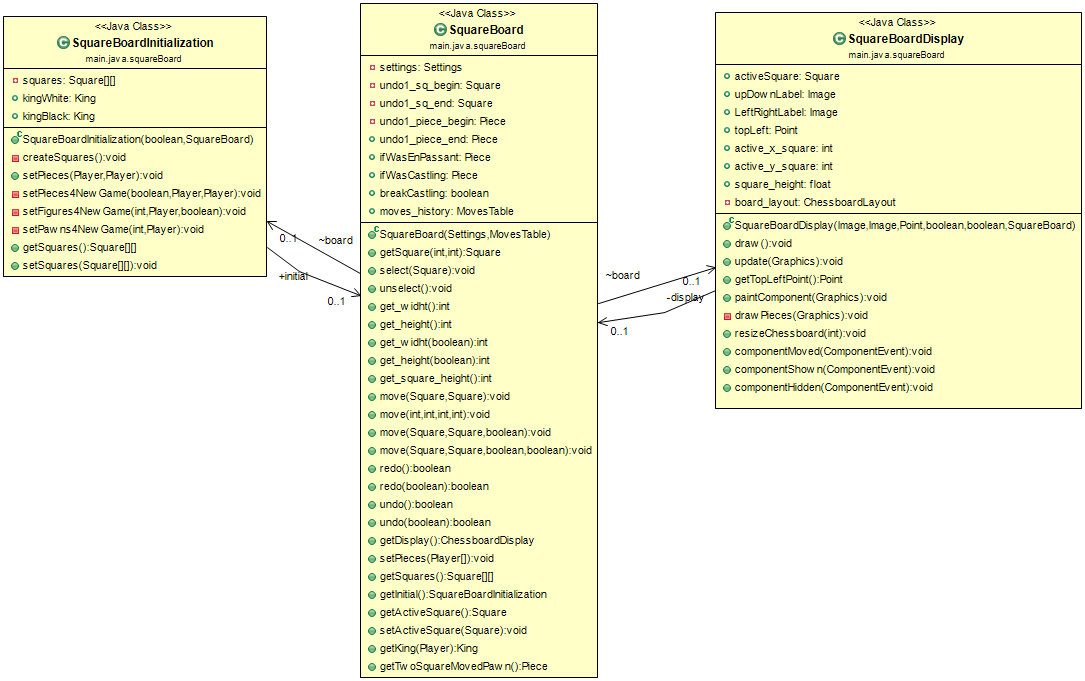 <<Java Class>>
SquareBoardInitialization
main.java.squareBoard
squares: Square[][]
kingWhite: King
kingBlack: King
SquareBoardInitialization(boolean,SquareBoard)
createSquares():void
setPieces(Player,Player):void
setPieces4NewGame(boolean,Player,Player):void
setFigures4NewGame(int,Player,boolean):void
setPawns4NewGame(int,Player):void
getSquares():Square[][]
setSquares(Square[][]):void
0..1
~board
+initial
0..1
<<Java Class>>
SquareBoard
main.java.squareBoard
settings: Settings
undo1_sq_begin: Square
undo1_sq_end: Square
undo1_piece_begin: Piece
undo1_piece_end: Piece
ifWasEnPassant: Piece
ifWasCastling: Piece
breakCastling: boolean
moves_history: MovesTable
SquareBoard(Settings,MovesTable)
getSquare(int,int):Square
select(Square):void
unselect():void
get_widht():int
get_height():int
get_widht(boolean):int
get_height(boolean):int
get_square_height():int
move(Square,Square):void
move(int,int,int,int):void
move(Square,Square,boolean):void
move(Square,Square,boolean,boolean):void
redo():boolean
redo(boolean):boolean
undo():boolean
undo(boolean):boolean
getDisplay():ChessboardDisplay
setPieces(Player[]):void
getSquares():Square[][]
getInitial():SquareBoardInitialization
getActiveSquare():Square
setActiveSquare(Square):void
getKing(Player):King
getTwoSquareMovedPawn():Piece
~board
0..1
-display
0..1
<<Java Class>>
SquareBoardDisplay
main.java.squareBoard
activeSquare: Square
upDownLabel: Image
LeftRightLabel: Image
topLeft: Point
active_x_square: int
active_y_square: int
square_height: float
board_layout: ChessboardLayout
SquareBoardDisplay(Image,Image,Point,boolean,boolean,SquareBoard)
draw():void
update(Graphics):void
getTopLeftPoint():Point
paintComponent(Graphics):void
drawPieces(Graphics):void
resizeChessboard(int):void
componentMoved(ComponentEvent):void
componentShown(ComponentEvent):void
componentHidden(ComponentEvent):void